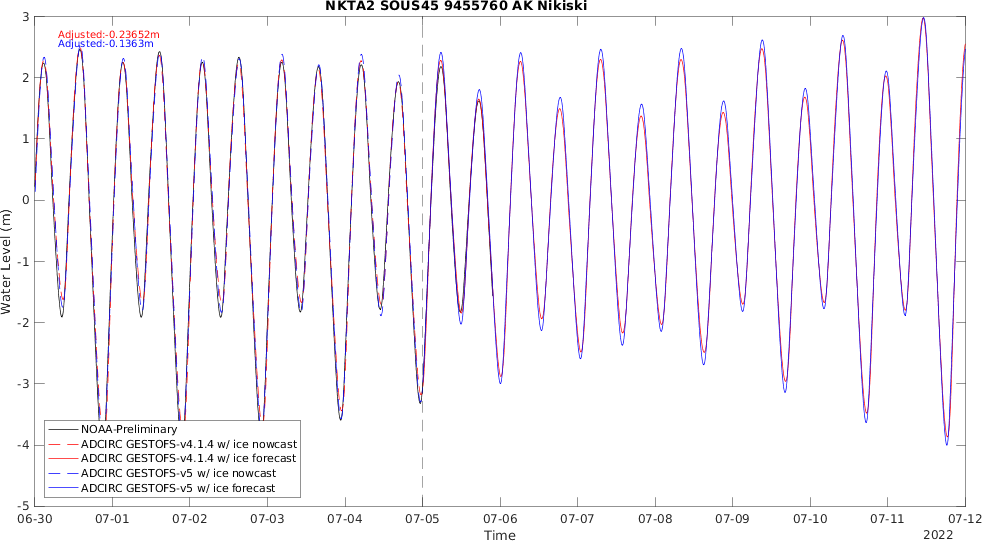 NKTA2 SOUS45 9455760 AK Nikiski
Adjusted:-0.23652m
Adjusted:-0.1363m
3
2
1
0
-1
-2
-3
-4
-5
Water Level (m)
NOAA-Preliminary
ADCIRC GESTOFS-v4.1.4 w/ ice nowcast
ADCIRC GESTOFS-v4.1.4 w/ ice forecast
ADCIRC GESTOFS-v5 w/ ice nowcast
ADCIRC GESTOFS-v5 w/ ice forecast
06-30 07-01 07-02 07-03 07-04 07-05 07-06 07-07 07-08 07-09 07-10 07-11 07-12
Time
2022